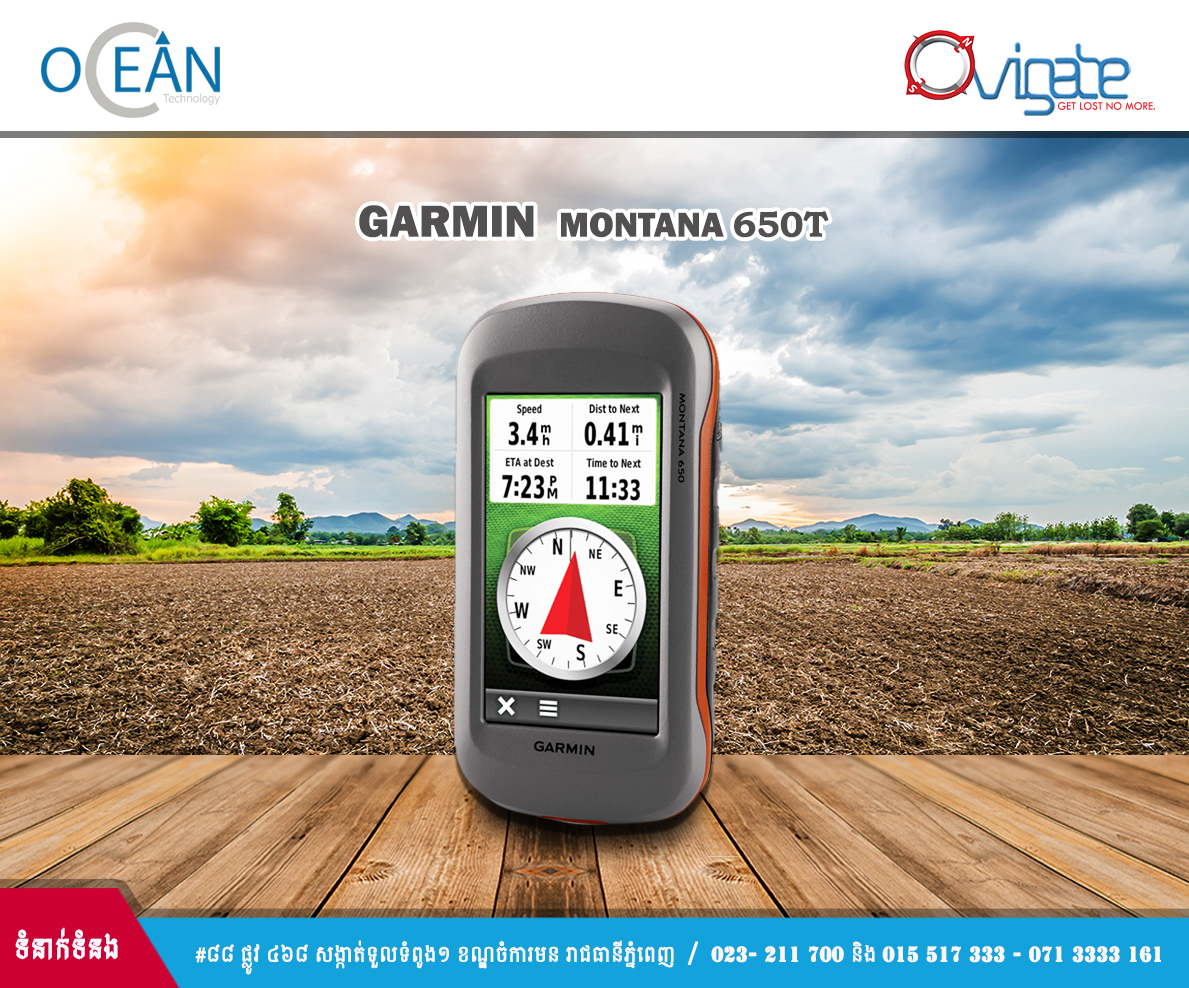 OCEAN
Technology
Ovigate
GET LOST NO MORE.
GARMIN MONTANA 650T
MONTANA 650
Speed
3.4 mh
Dist to Next
0.41 mi
ETA at Dest
7:23 PM
Time to Next
11:33
N
NE
E
SE
S
SW
W
NW
GARMIN
ទំនាក់ទំនង
#៨៨ ផ្លូវ ៤៦៨ សង្កាត់ទួលទំពូង១ ខណ្ឌចំការមន រាជធានីភ្នំពេញ / 023- 211 700 និង 015 517 333 - 071 3333 161